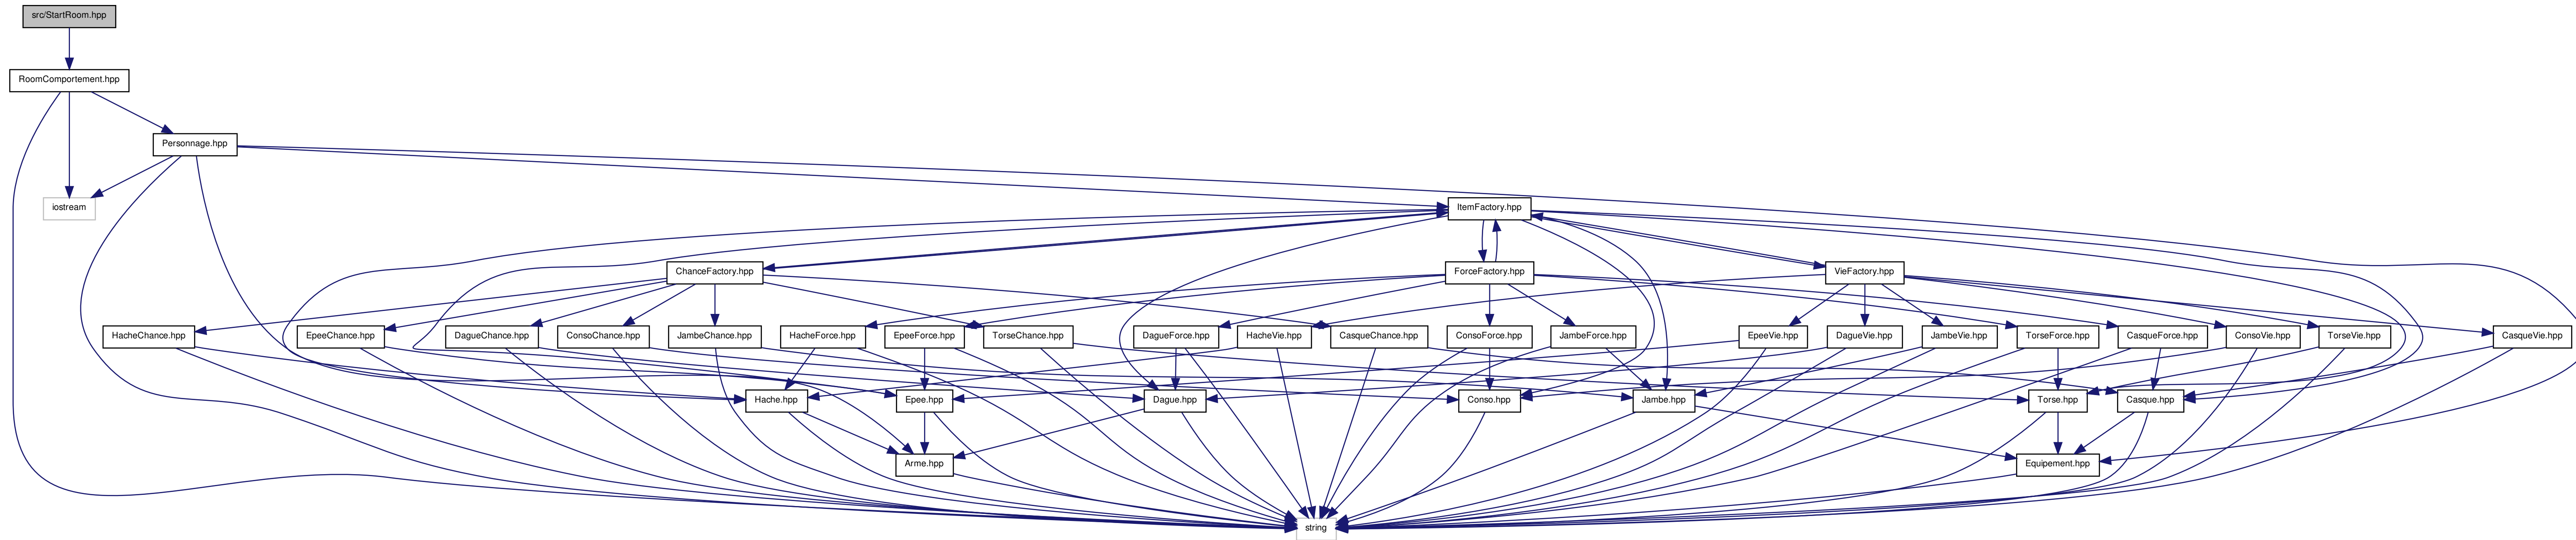 src/StartRoom.hpp
RoomComportement.hpp
Personnage.hpp
iostream
ItemFactory.hpp
ChanceFactory.hpp
ForceFactory.hpp
VieFactory.hpp
HacheChance.hpp
EpeeChance.hpp
DagueChance.hpp
ConsoChance.hpp
JambeChance.hpp
HacheForce.hpp
EpeeForce.hpp
TorseChance.hpp
DagueForce.hpp
HacheVie.hpp
CasqueChance.hpp
ConsoForce.hpp
JambeForce.hpp
EpeeVie.hpp
DagueVie.hpp
JambeVie.hpp
TorseForce.hpp
CasqueForce.hpp
ConsoVie.hpp
TorseVie.hpp
CasqueVie.hpp
Hache.hpp
Epee.hpp
Dague.hpp
Conso.hpp
Jambe.hpp
Torse.hpp
Casque.hpp
Arme.hpp
Equipement.hpp
string